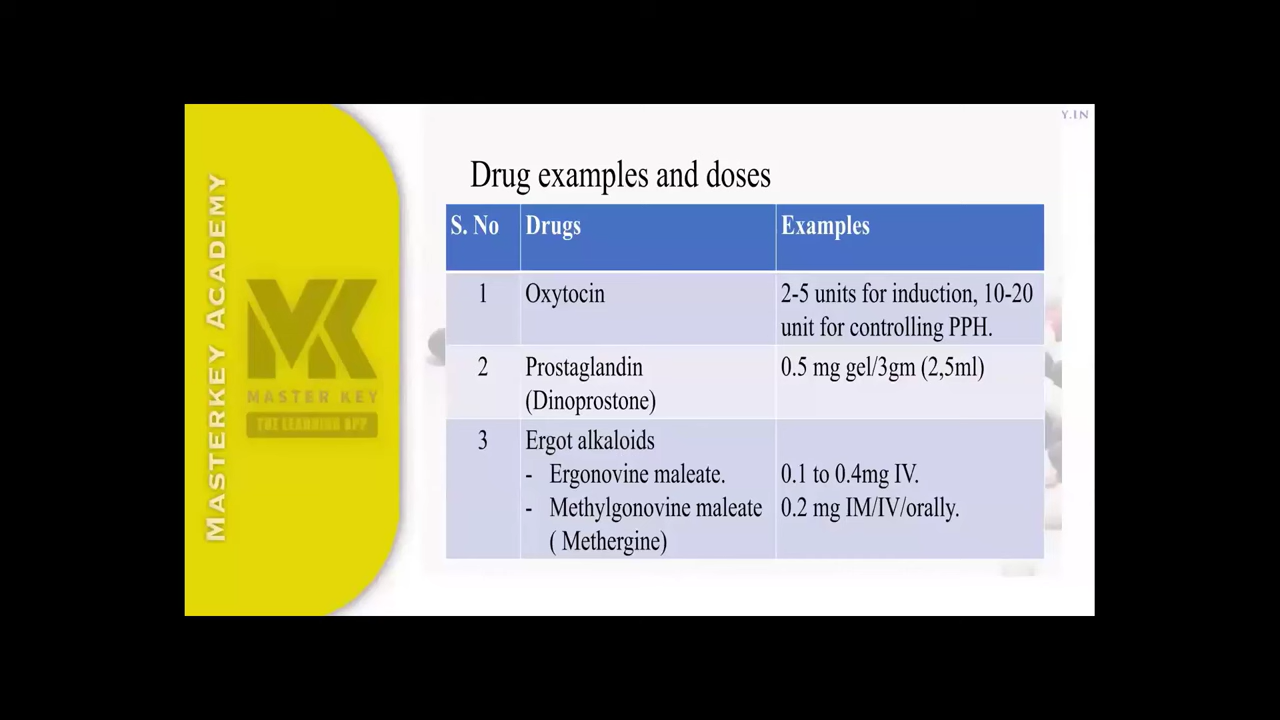 MASTERKEY ACADEMY
MASTER KEY
THE LEARNING APP
Y.IN
Drug examples and doses
S. No Drugs Examples
1 Oxytocin 2-5 units for induction, 10-20
unit for controlling PPH.
2 Prostaglandin 0.5 mg gel/3gm (2,5ml)
(Dinoprostone)
3 Ergot alkaloids
- Ergonovine maleate. 0.1 to 0.4mg IV.
- Methylgonovine maleate 0.2 mg IM/IV/orally.
( Methergine)